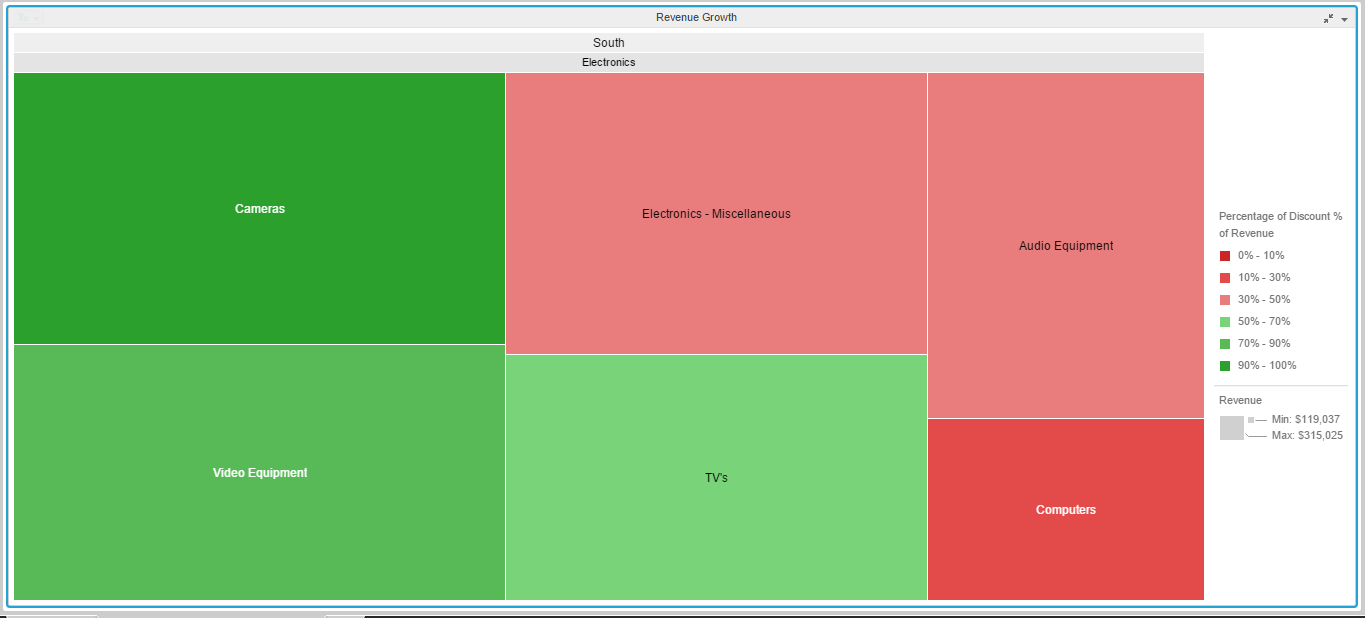 Revenue Growth
South
Electronics
Cameras
Electronics - Miscellaneous
Audio Equipment
Video Equipment
TV's
Computers
Percentage of Discount %
of Revenue
0% - 10%
10% - 30%
30% - 50%
50% - 70%
70% - 90%
90% - 100%
Revenue
Min: $119,037
Max: $315,025